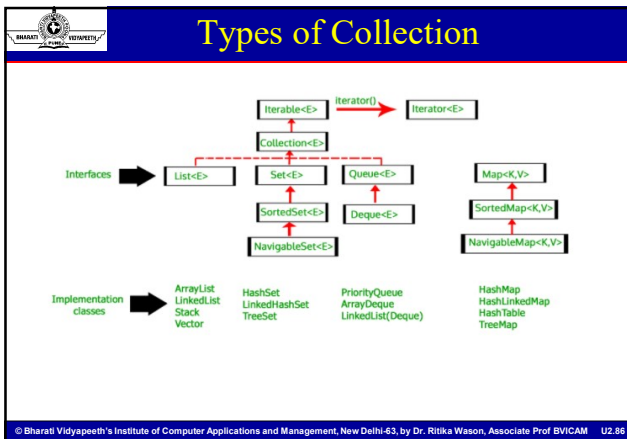 BHARATI
VIDYAPEETH
PUNE
Types of Collection
Iterable<E>
iterator()
Iterator<E>
Collection<E>
Interfaces
List<E>
Set<E>
Queue<E>
Map<K,V>
SortedSet<E>
Deque<E>
SortedMap<K,V>
NavigableSet<E>
NavigableMap<K,V>
Implementation
classes
ArrayList
LinkedList
Stack
Vector
HashSet
LinkedHashSet
TreeSet
PriorityQueue
ArrayDeque
LinkedList(Deque)
HashMap
HashLinkedMap
HashTable
TreeMap
© Bharati Vidyapeeth's Institute of Computer Applications and Management, New Delhi-63, by Dr. Ritika Wason, Associate Prof BVICAM U2.86